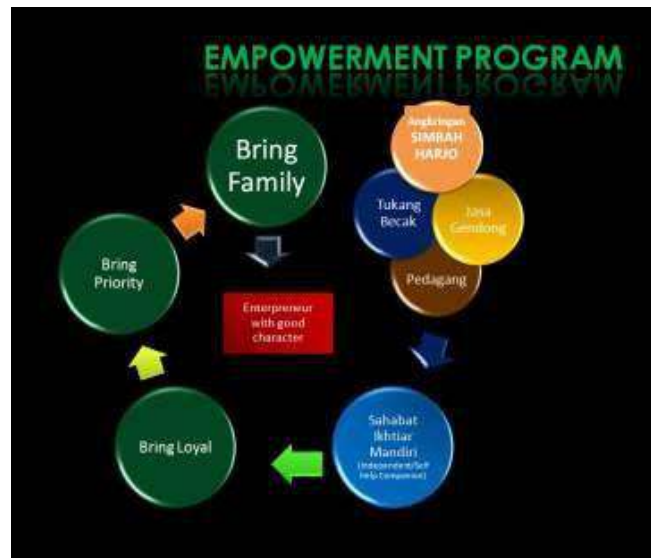 EMPOWERMENT PROGRAM
Angkringan
SIMBAH
HARJO
Tukang
Becak
Jasa
Gendong
Pedagang
Bring
Family
Bring
Priority
Enterpreneur
with good
character
Bring Loyal
Sahabat
Ikhtiar
Mandiri
(Independent/Self
Help Companion)